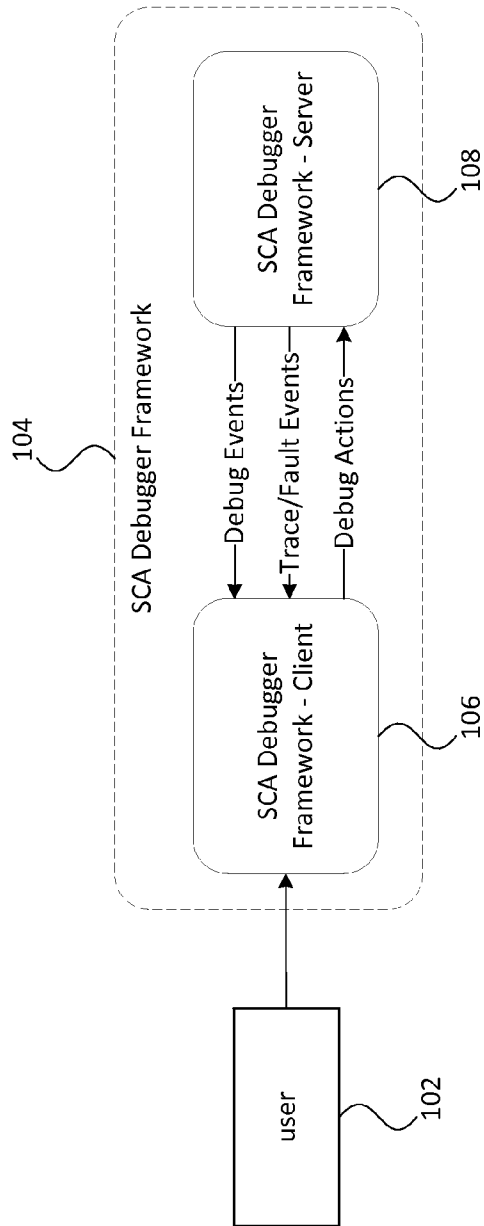 104
SCA Debugger Framework
user
102
SCA Debugger
Framework - Client
106
Debug Events
Trace/Fault Events
Debug Actions
SCA Debugger
Framework - Server
108